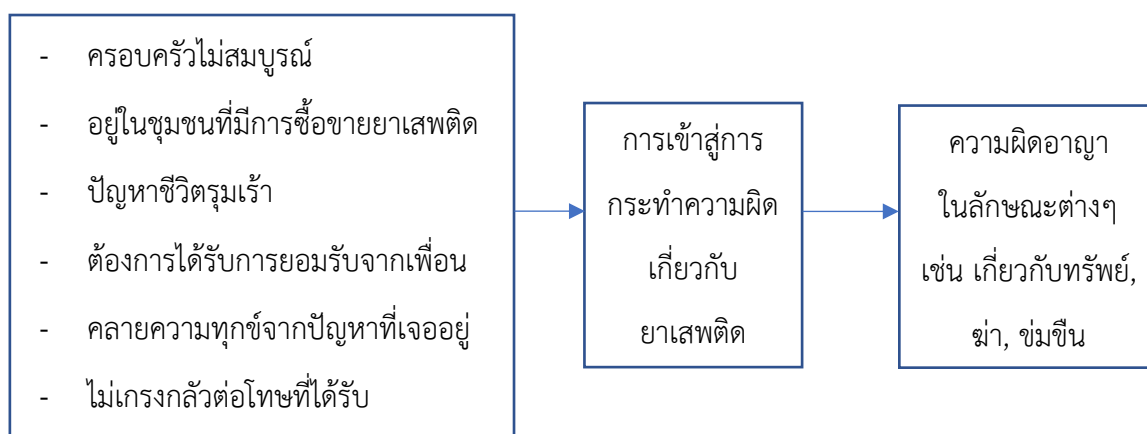 - ครอบครัวไม่สมบูรณ์
- อยู่ในชุมชนที่มีการซื้อขายยาเสพติด
- ปัญหาชีวิตรุมเร้า
- ต้องการได้รับการยอมรับจากเพื่อน
- คลายความทุกข์จากปัญหาที่เจออยู่
- ไม่เกรงกลัวต่อโทษที่ได้รับ
การเข้าสู่การ
กระทำความผิด
เกี่ยวกับ
ยาเสพติด
ความผิดอาญา
ในลักษณะต่างๆ
เช่น เกี่ยวกับทรัพย์,
ฆ่า, ข่มขืน